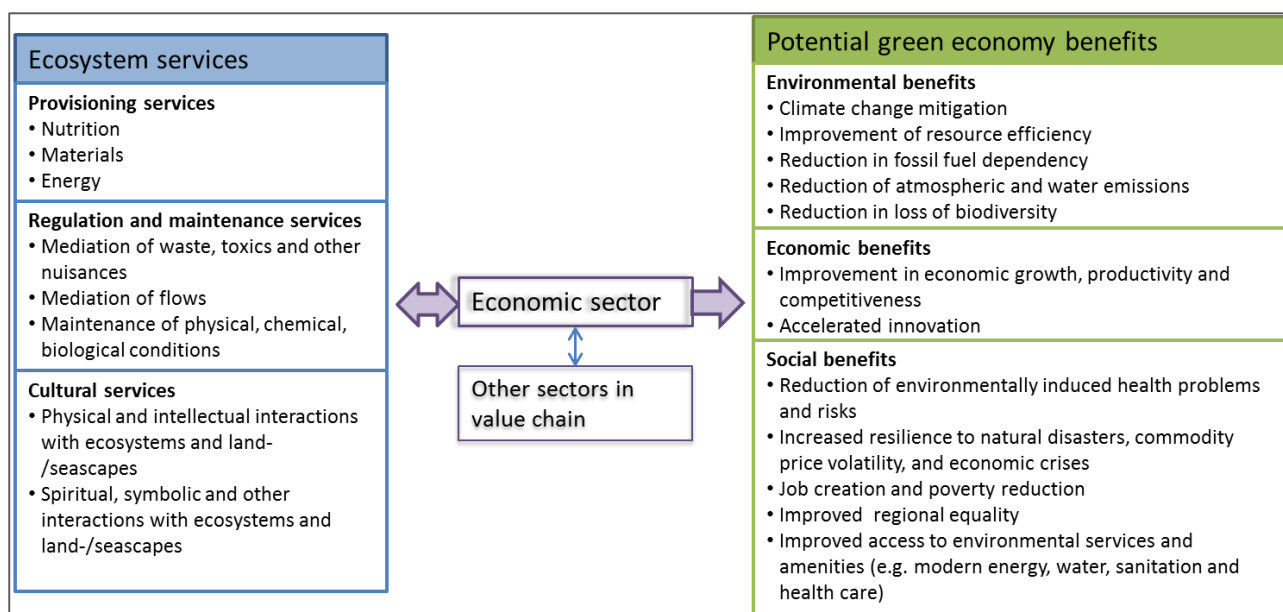 Ecosystem services
Provisioning services
• Nutrition
• Materials
• Energy
Regulation and maintenance services
• Mediation of waste, toxics and other
nuisances
• Mediation of flows
• Maintenance of physical, chemical,
biological conditions
Cultural services
• Physical and intellectual interactions
with ecosystems and land-
/seascapes
• Spiritual, symbolic and other
interactions with ecosystems and
land-/seascapes
Economic sector
Other sectors in
value chain
Potential green economy benefits
Environmental benefits
• Climate change mitigation
• Improvement of resource efficiency
• Reduction in fossil fuel dependency
• Reduction of atmospheric and water emissions
• Reduction in loss of biodiversity
Economic benefits
• Improvement in economic growth, productivity and
competitiveness
• Accelerated innovation
Social benefits
• Reduction of environmentally induced health problems
and risks
• Increased resilience to natural disasters, commodity
price volatility, and economic crises
• Job creation and poverty reduction
• Improved  regional equality
• Improved access to environmental services and
amenities (e.g. modern energy, water, sanitation and
health care)